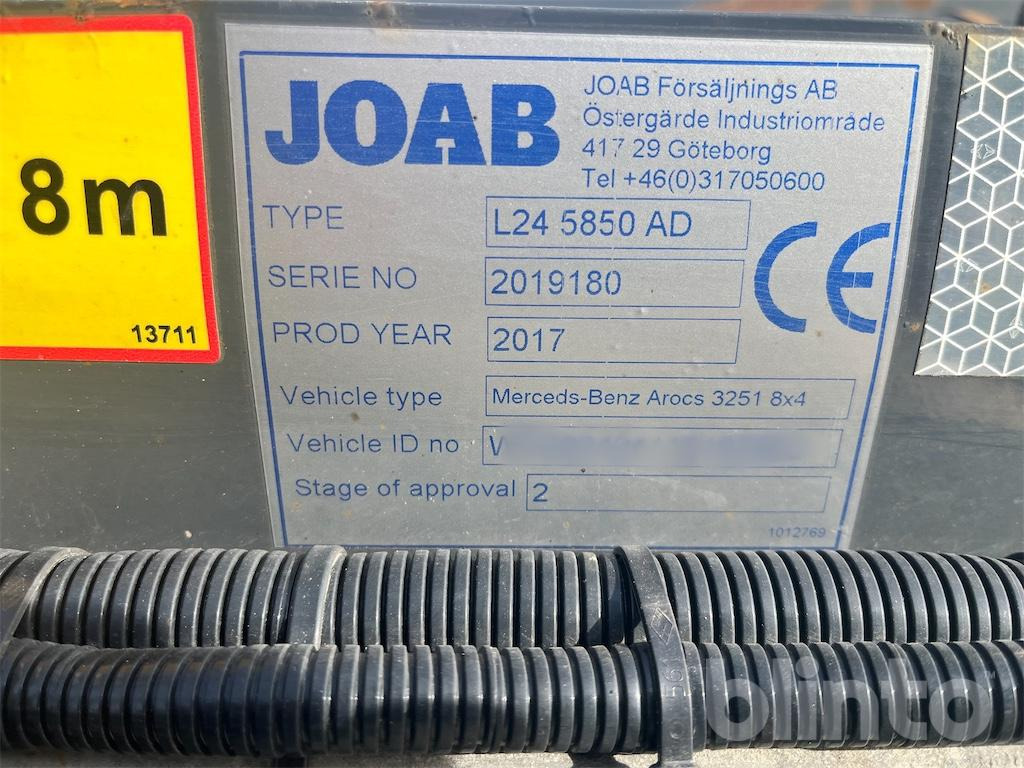 8m
13711
JOAB
JOAB Försäljnings AB
Östergärde Industriområde
417 29 Göteborg
Tel +46(0)317050600
TYPE L24 5850 AD
SERIE NO 2019180
PROD YEAR 2017
Vehicle type Merceds-Benz Arocs 3251 8x4
Vehicle ID no
Stage of approval 2
CE
1012769
blinto